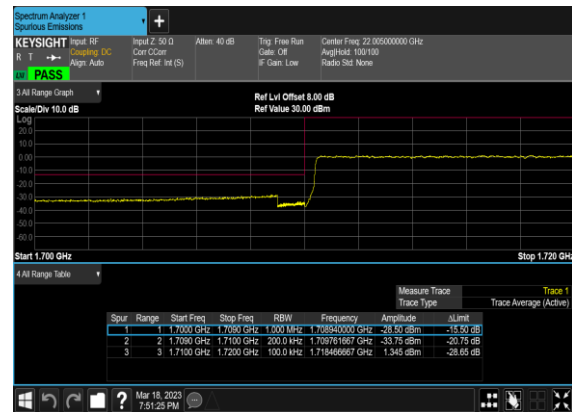 Spectrum Analyzer 1
Spurious Emissions
+
KEYSIGHT Input: RF Input Z: 50 Ω Atten: 40 dB Trig: Free Run Center Freq: 22.005000000 GHz
R T Coupling: DC Corr CCorr Gate: Off Avg|Hold: 100/100
Align: Auto Freq Ref: Int (S) IF Gain: Low Radio Std: None
LV PASS
3 All Range Graph
Ref Lvl Offset 8.00 dB
Scale/Div 10.0 dB Ref Value 30.00 dBm
Log
20.0
10.0
0.00
-10.0
-20.0
-30.0
-40.0
-50.0
-60.0
Start 1.700 GHz Stop 1.720 GHz
4 All Range Table
Measure Trace Trace 1
Trace Type Trace Average (Active)
Spur Range Start Freq Stop Freq RBW Frequency Amplitude ΔLimit
1 1 1.7000 GHz 1.7090 GHz 1.000 MHz 1.708940000 GHz -28.50 dBm -15.50 dB
2 2 1.7090 GHz 1.7100 GHz 200.0 kHz 1.709761667 GHz -33.75 dBm -20.75 dB
3 3 1.7100 GHz 1.7200 GHz 100.0 kHz 1.718466667 GHz 1.345 dBm -28.65 dB
? Mar 18, 2023
7:51:25 PM